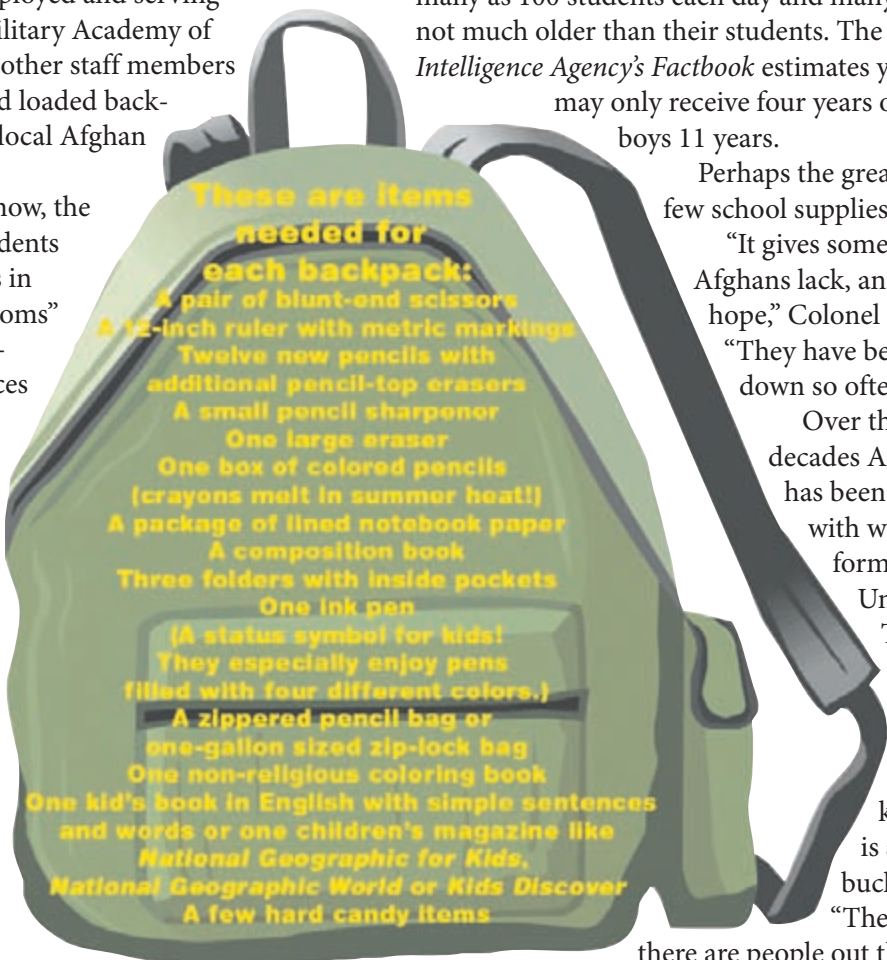 ployed and serving
ilitary Academy of
other staff members
d loaded back-
local Afghan
now, the
dents
s in
oms”
-
ces
These are items
needed for
each backpack:
A pair of blunt-end scissors
A 12-inch ruler with metric markings
Twelve new pencils with
additional pencil-top erasers
A small pencil sharpener
One large eraser
One box of colored pencils
(crayons melt in summer heat!)
A package of lined notebook paper
A composition book
Three folders with inside pockets
One ink pen
(A status symbol for kids!
They especially enjoy pens
filled with four different colors.)
A zippered pencil bag or
one-gallon sized zip-lock bag
One non-religious coloring book
One kid's book in English with simple sentences
and words or one children's magazine like
National Geographic for Kids,
National Geographic World or Kids Discover
A few hard candy items
many as 100 students each day and many
not much older than their students. The
Intelligence Agency's Factbook estimates y
may only receive four years o
boys 11 years.
Perhaps the grea
few school supplies
“It gives some
Afghans lack, an
hope,” Colonel
“They have be
down so ofte
Over th
decades A
has been
with w
form
Un
T
k
is
buc
“The
there are people out th